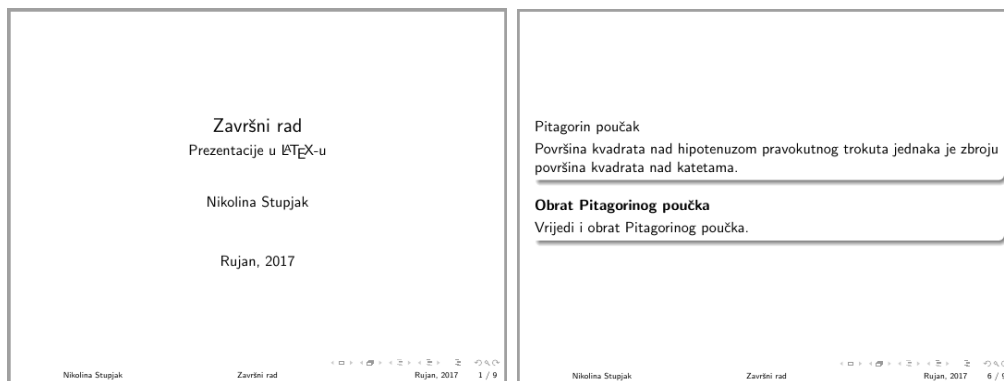 Završni rad
Prezentacije u LATEX-u
Nikolina Stupjak
Rujan, 2017
Nikolina Stupjak Završni rad Rujan, 2017 1 / 9
Pitagorin poučak
Površina kvadrata nad hipotenuzom pravokutnog trokuta jednaka je zbroju
površina kvadrata nad katetama.
Obrat Pitagorinog poučka
Vrijedi i obrat Pitagorinog poučka.
Nikolina Stupjak Završni rad Rujan, 2017 6 /